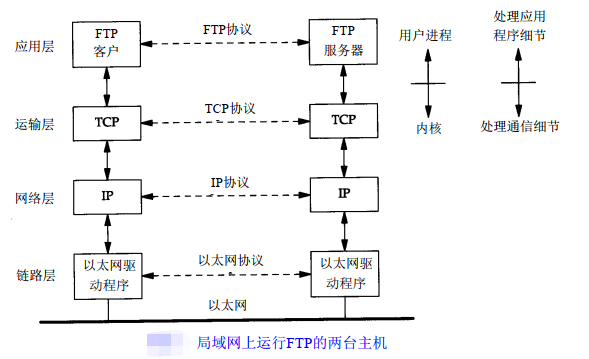 应用层
FTP
客户
FTP协议
FTP
服务器
用户进程
处理应用
程序细节
运输层
TCP
TCP协议
TCP
内核
处理通信细节
网络层
IP
IP协议
IP
链路层
以太网驱
动程序
以太网协议
以太网驱
动程序
以太网
局域网上运行FTP的两台主机